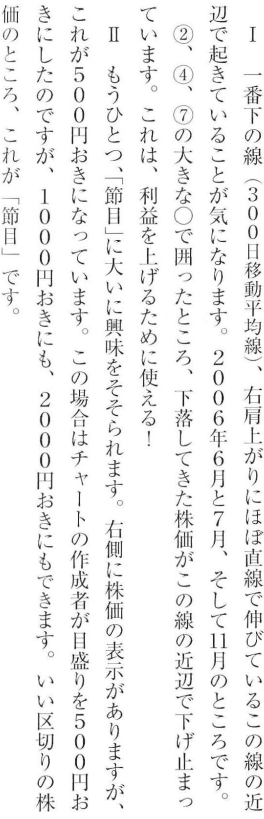 Ⅰ　一番下の線（３００日移動平均線）、右肩上がりにほぼ直線で伸びているこの線の近
辺で起きていることが気になります。２００６年６月と７月、そして11月のところです。
②、④、⑦の大きな○で囲ったところ、下落してきた株価がこの線の近辺で下げ止まっ
ています。これは、利益を上げるために使える！
Ⅱ　もうひとつ、「節目」に大いに興味をそそられます。右側に株価の表示がありますが、
これが５００円おきになっています。この場合はチャートの作成者が目盛りを５００円お
きにしたのですが、１０００円おきにも、２０００円おきにもできます。いい区切りの株
価のところ、これが「節目」です。